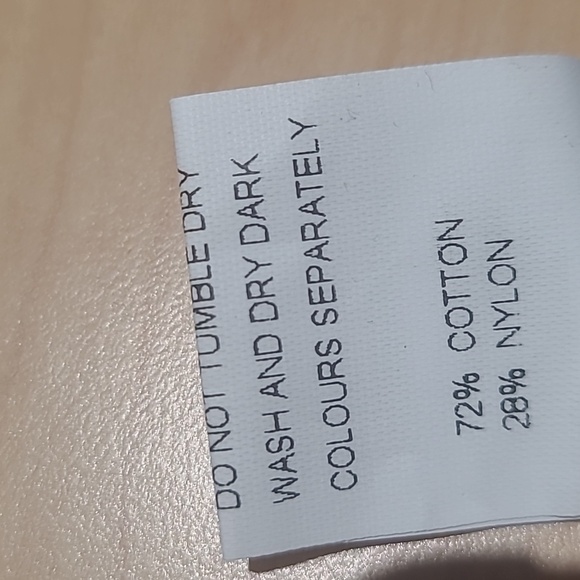 DO NOT TUMBLE DRY
WASH AND DRY DARK
COLOURS SEPARATELY
72% COTTON
28% NYLON